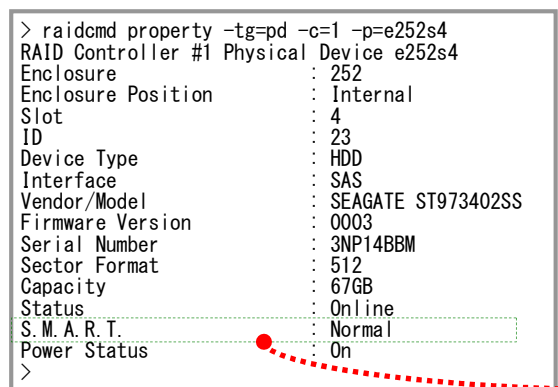 > raidcmd property -tg=pd -c=1 -p=e252s4
RAID Controller #1 Physical Device e252s4
Enclosure : 252
Enclosure Position : Internal
Slot : 4
ID : 23
Device Type : HDD
Interface : SAS
Vendor/Model : SEAGATE ST973402SS
Firmware Version : 0003
Serial Number : 3NP14BBM
Sector Format : 512
Capacity : 67GB
Status : Online
S.M.A.R.T. : Normal
Power Status : On
>